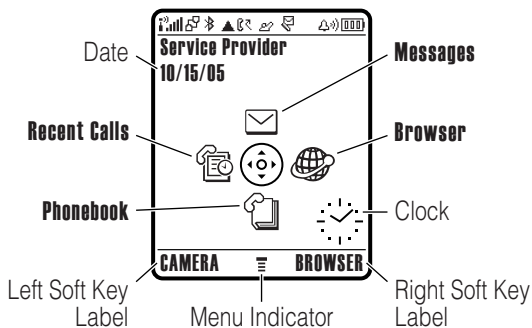 Date
Service Provider
10/15/05
Messages
Recent Calls
Browser
Phonebook
Clock
CAMERA
BROWSER
Left Soft Key
Label
Menu Indicator
Right Soft Key
Label